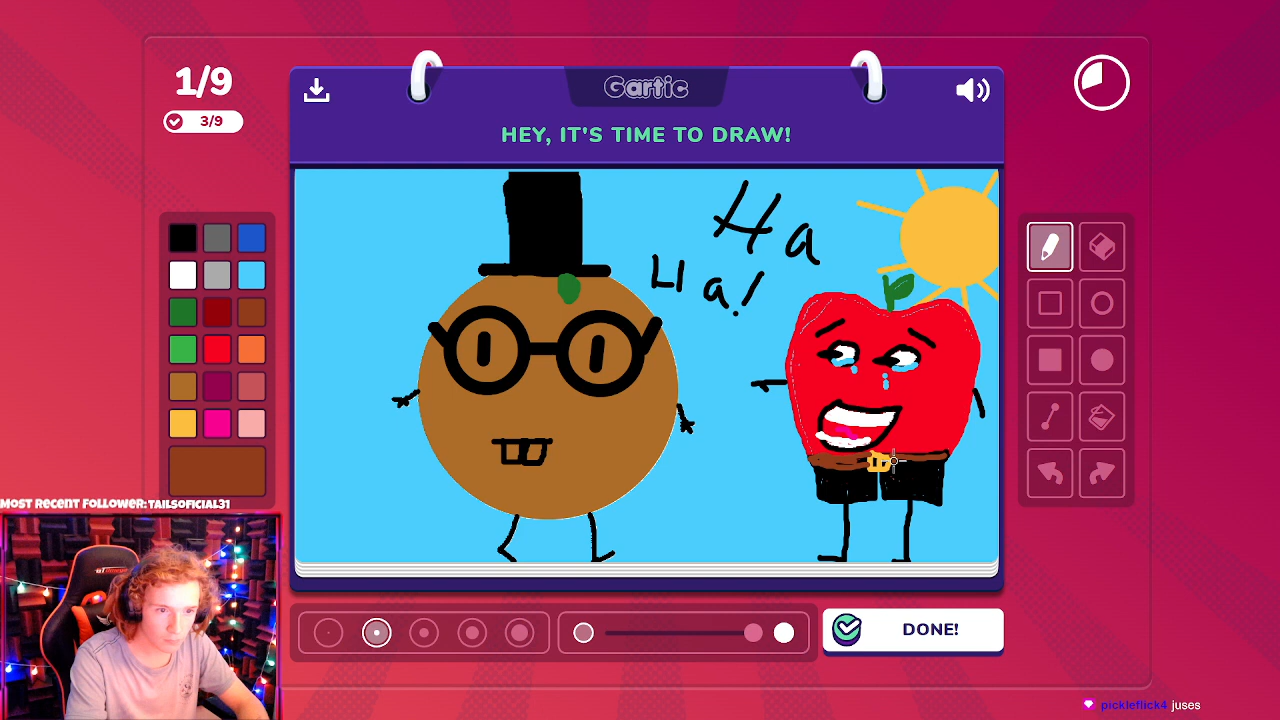 1/9
3/9
Gartic
HEY, IT'S TIME TO DRAW!
Ha
Ha!
MOST RECENT FOLLOWER: TAILSOFICIAL31
DONE!
pickleflick4 juses